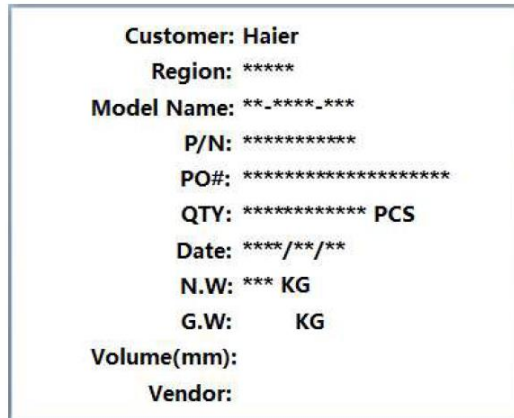 Customer: Haier
Region: *****
Model Name: **-****-***
P/N: ***********
PO#: ********************
QTY: ************ PCS
Date: ****/**/**
N.W: *** KG
G.W: KG
Volume(mm):
Vendor: